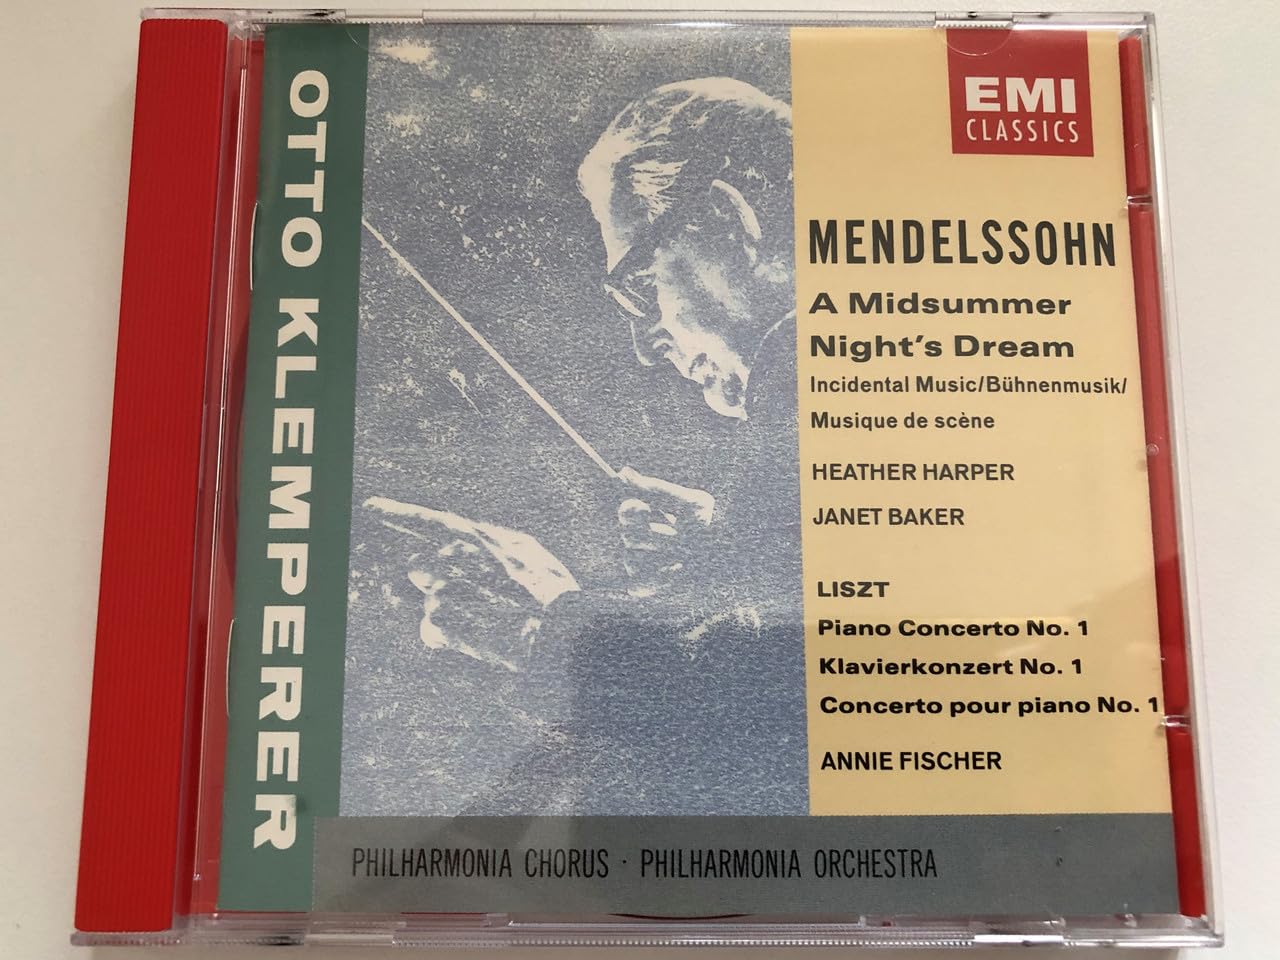 OTTO KLEMPERER
EMI
CLASSICS
MENDELSSOHN
A Midsummer
Night's Dream
Incidental Music/Bühnenmusik/
Musique de scène
HEATHER HARPER
JANET BAKER
LISZT
Piano Concerto No. 1
Klavierkonzert No. 1
Concerto pour piano No. 1
ANNIE FISCHER
PHILHARMONIA CHORUS · PHILHARMONIA ORCHESTRA